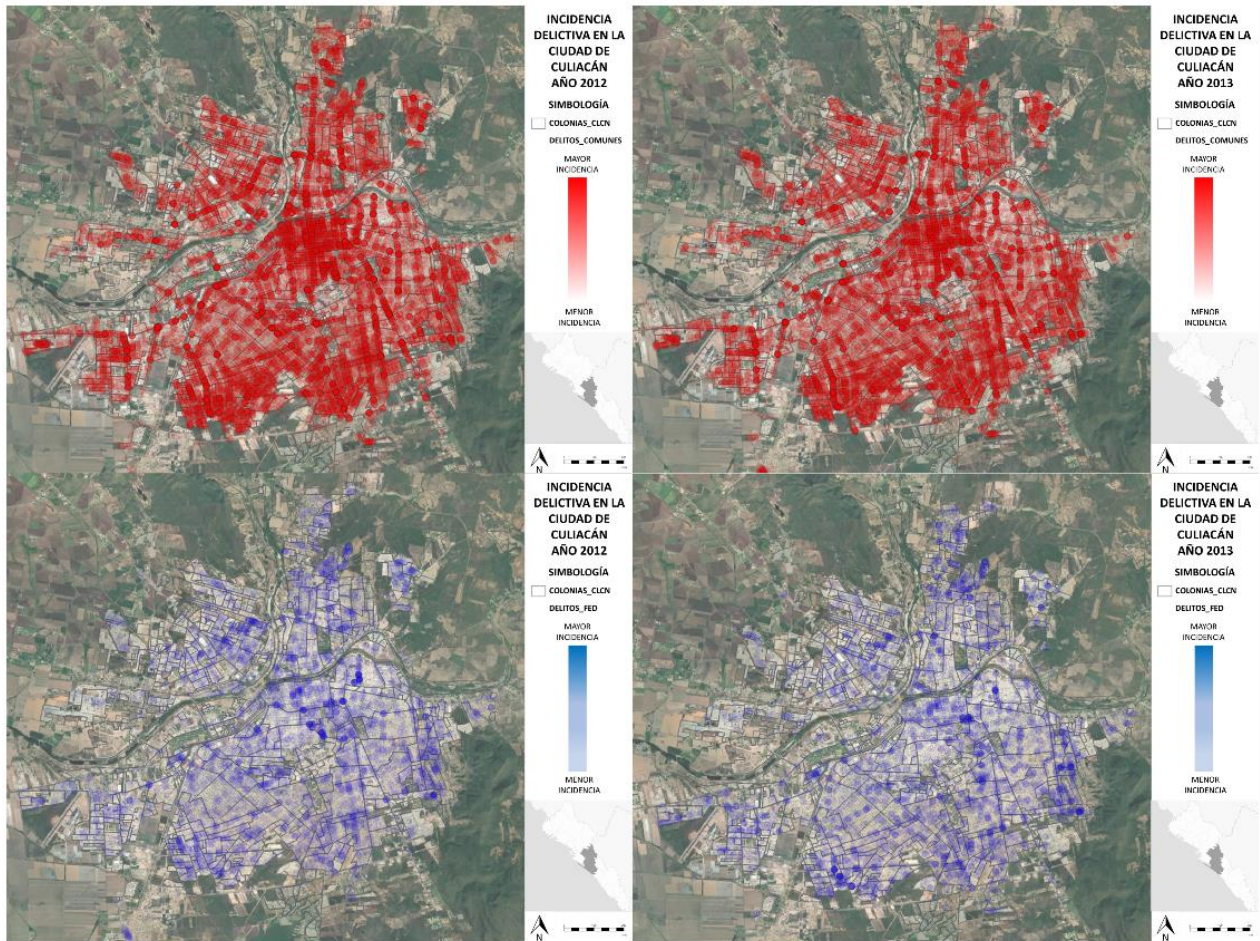 INCIDENCIA
DELICTIVA EN LA
CIUDAD DE
CULIACÁN
AÑO 2012
SIMBOLOGÍA
COLONIAS_CLCN
DELITOS_COMUNES
MAYOR
INCIDENCIA
MENOR
INCIDENCIA
N
INCIDENCIA
DELICTIVA EN LA
CIUDAD DE
CULIACÁN
AÑO 2013
SIMBOLOGÍA
COLONIAS_CLCN
DELITOS_COMUNES
MAYOR
INCIDENCIA
MENOR
INCIDENCIA
N
INCIDENCIA
DELICTIVA EN LA
CIUDAD DE
CULIACÁN
AÑO 2012
SIMBOLOGÍA
COLONIAS_CLCN
DELITOS_FED
MAYOR
INCIDENCIA
MENOR
INCIDENCIA
N
INCIDENCIA
DELICTIVA EN LA
CIUDAD DE
CULIACÁN
AÑO 2013
SIMBOLOGÍA
COLONIAS_CLCN
DELITOS_FED
MAYOR
INCIDENCIA
MENOR
INCIDENCIA
N